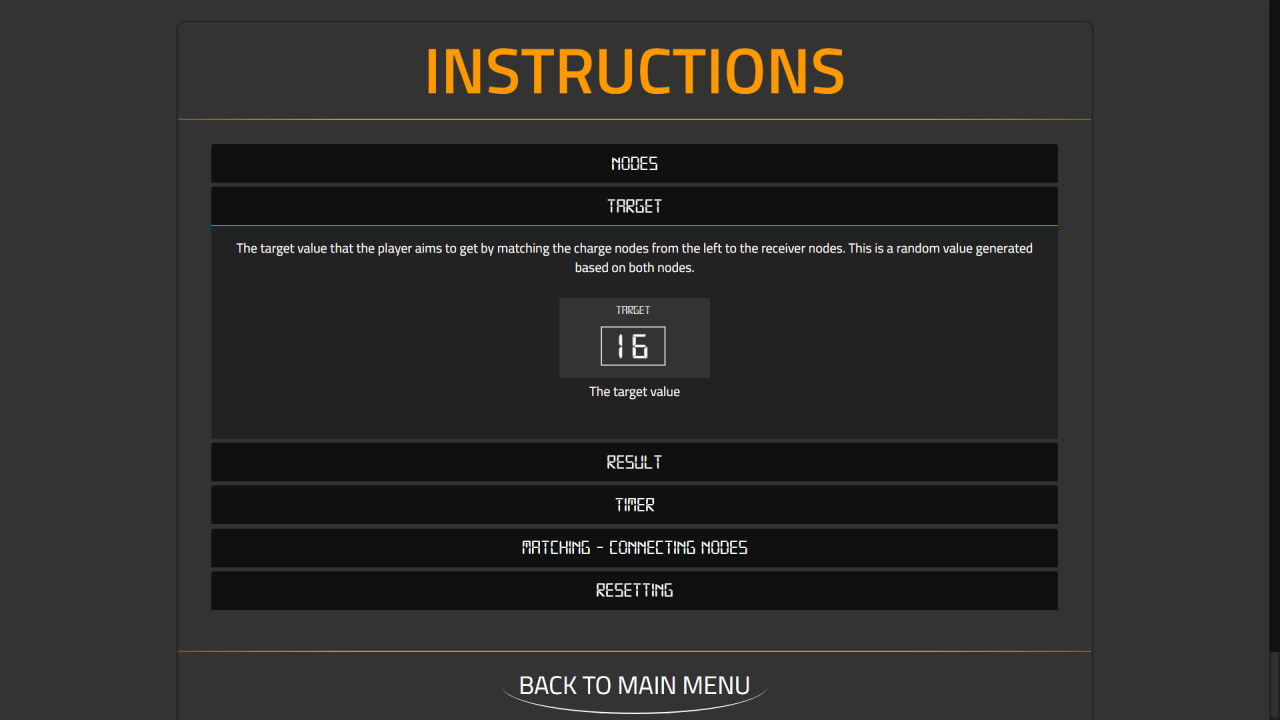 INSTRUCTIONS
NODES
TARGET
The target value that the player aims to get by matching the charge nodes from the left to the receiver nodes. This is a random value generated
based on both nodes.
TARGET
16
The target value
RESULT
TIMER
MATCHING - CONNECTING NODES
RESETTING
BACK TO MAIN MENU